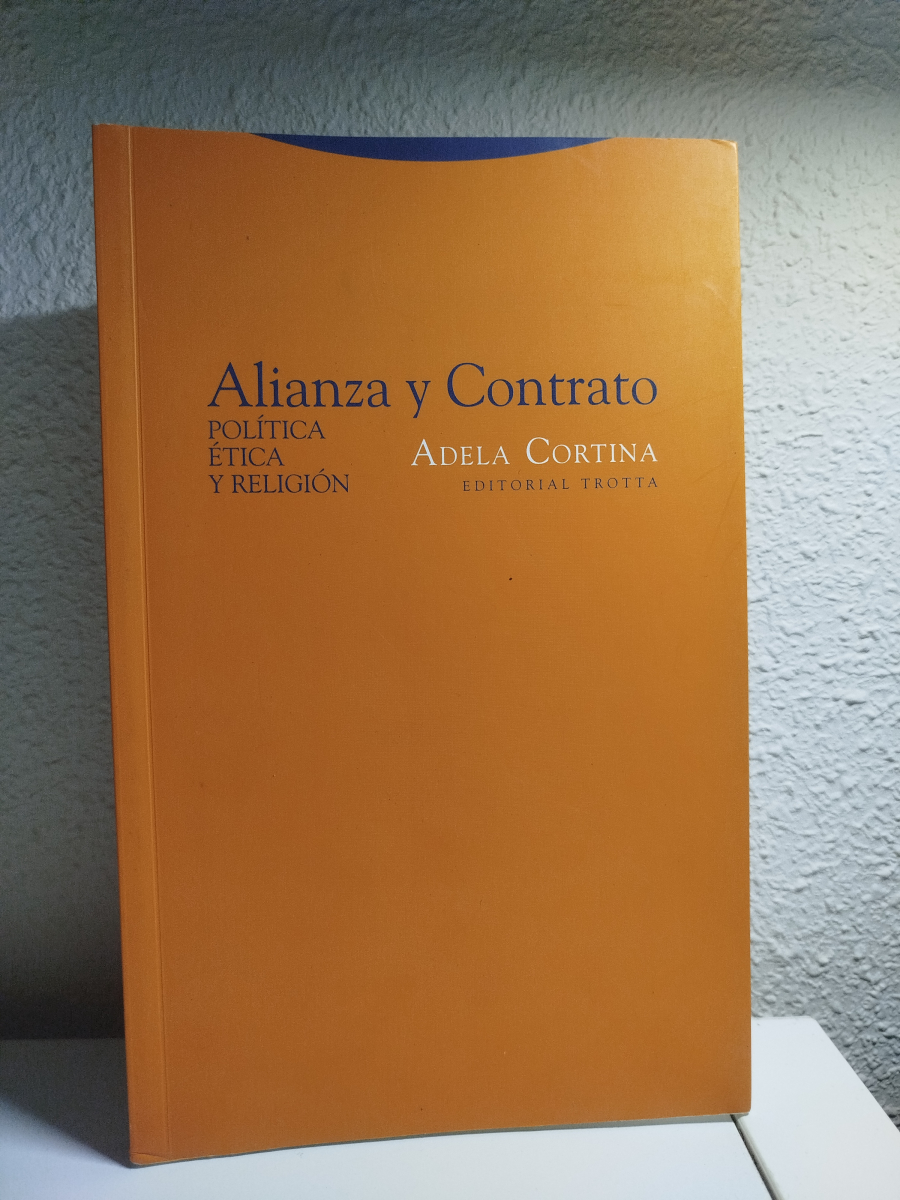 Alianza y Contrato
POLÍTICA
ÉTICA
Y RELIGIÓN
ADELA CORTINA
EDITORIAL TROTTA